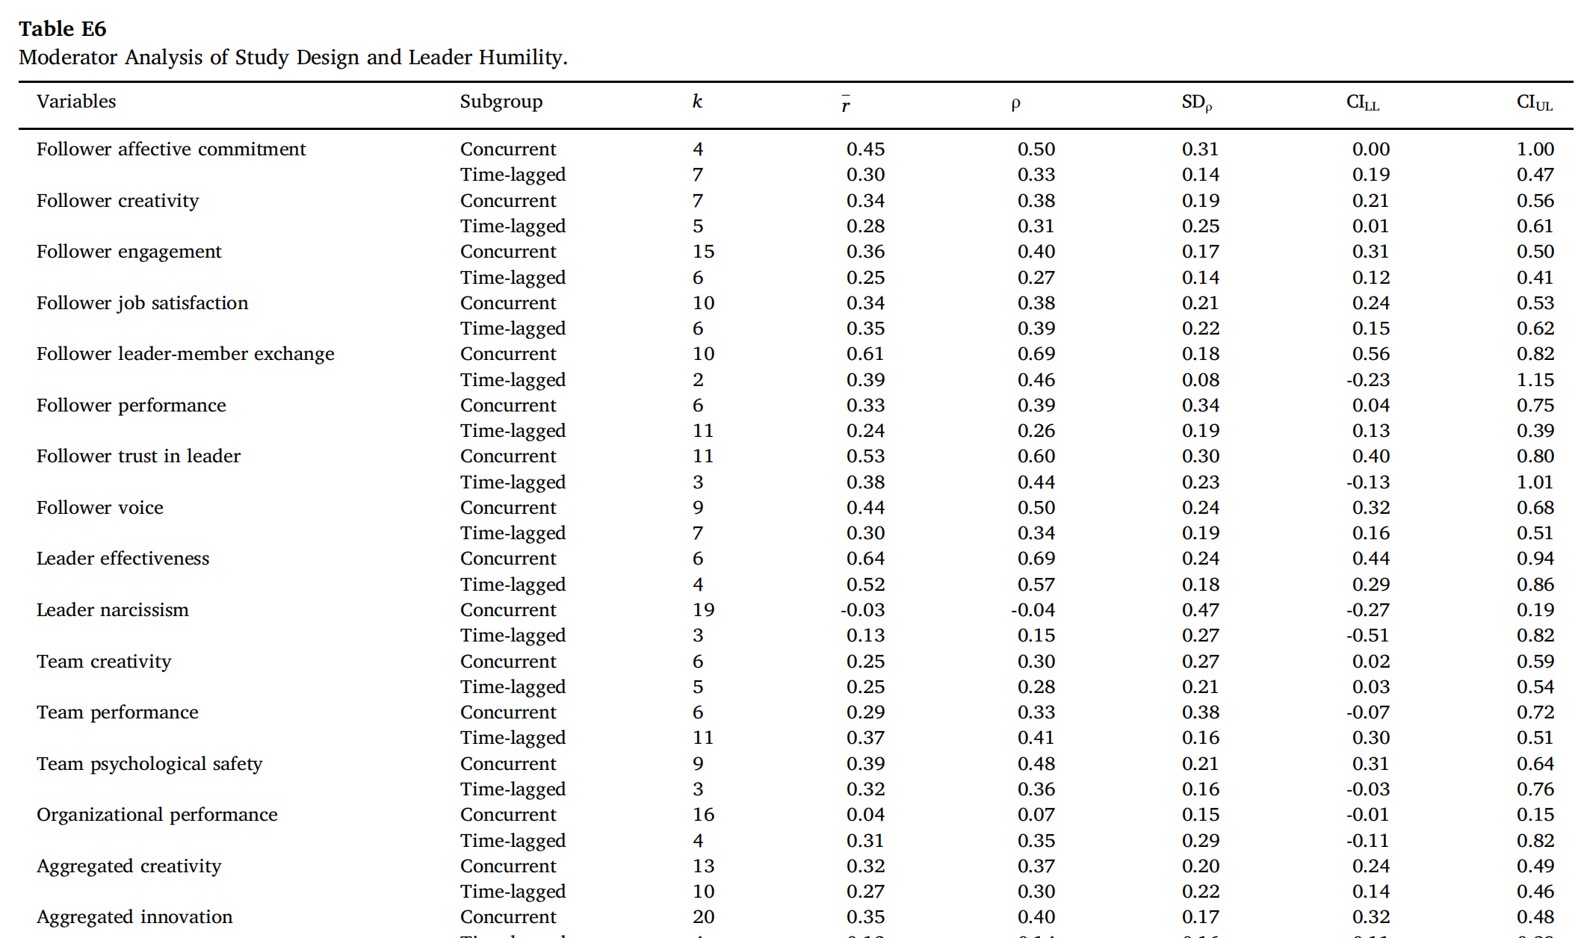 Table E6
Moderator Analysis of Study Design and Leader Humility.
Variables Subgroup k r̄ ρ SDρ CILL CIUL
Follower affective commitment Concurrent 4 0.45 0.50 0.31 0.00 1.00
Time-lagged 7 0.30 0.33 0.14 0.19 0.47
Follower creativity Concurrent 7 0.34 0.38 0.19 0.21 0.56
Time-lagged 5 0.28 0.31 0.25 0.01 0.61
Follower engagement Concurrent 15 0.36 0.40 0.17 0.31 0.50
Time-lagged 6 0.25 0.27 0.14 0.12 0.41
Follower job satisfaction Concurrent 10 0.34 0.38 0.21 0.24 0.53
Time-lagged 6 0.35 0.39 0.22 0.15 0.62
Follower leader-member exchange Concurrent 10 0.61 0.69 0.18 0.56 0.82
Time-lagged 2 0.39 0.46 0.08 -0.23 1.15
Follower performance Concurrent 6 0.33 0.39 0.34 0.04 0.75
Time-lagged 11 0.24 0.26 0.19 0.13 0.39
Follower trust in leader Concurrent 11 0.53 0.60 0.30 0.40 0.80
Time-lagged 3 0.38 0.44 0.23 -0.13 1.01
Follower voice Concurrent 9 0.44 0.50 0.24 0.32 0.68
Time-lagged 7 0.30 0.34 0.19 0.16 0.51
Leader effectiveness Concurrent 6 0.64 0.69 0.24 0.44 0.94
Time-lagged 4 0.52 0.57 0.18 0.29 0.86
Leader narcissism Concurrent 19 -0.03 -0.04 0.47 -0.27 0.19
Time-lagged 3 0.13 0.15 0.27 -0.51 0.82
Team creativity Concurrent 6 0.25 0.30 0.27 0.02 0.59
Time-lagged 5 0.25 0.28 0.21 0.03 0.54
Team performance Concurrent 6 0.29 0.33 0.38 -0.07 0.72
Time-lagged 11 0.37 0.41 0.16 0.30 0.51
Team psychological safety Concurrent 9 0.39 0.48 0.21 0.31 0.64
Time-lagged 3 0.32 0.36 0.16 -0.03 0.76
Organizational performance Concurrent 16 0.04 0.07 0.15 -0.01 0.15
Time-lagged 4 0.31 0.35 0.29 -0.11 0.82
Aggregated creativity Concurrent 13 0.32 0.37 0.20 0.24 0.49
Time-lagged 10 0.27 0.30 0.22 0.14 0.46
Aggregated innovation Concurrent 20 0.35 0.40 0.17 0.32 0.48